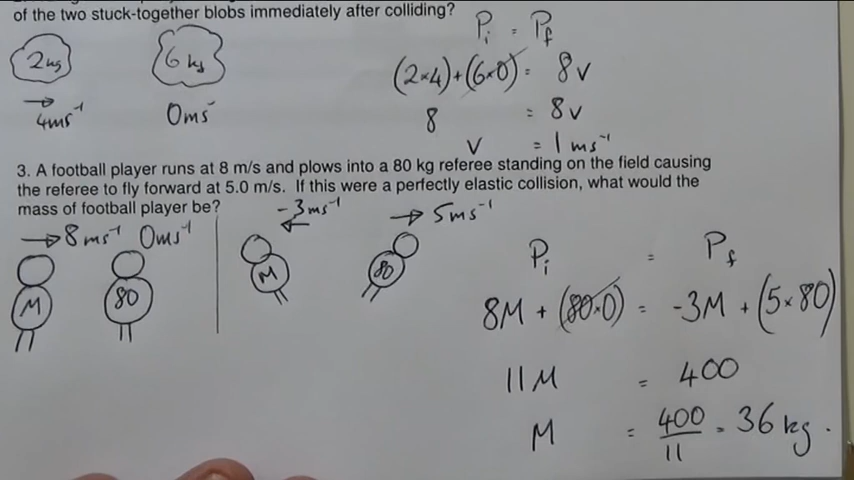 of the two stuck-together blobs immediately after colliding?
Pi = Pf
2kg
6 kg
(2×4)+(6×0) = 8v
4ms⁻¹
0ms⁻
8 = 8v
v = 1 ms⁻¹
3. A football player runs at 8 m/s and plows into a 80 kg referee standing on the field causing
the referee to fly forward at 5.0 m/s. If this were a perfectly elastic collision, what would the
mass of football player be?
-3ms⁻¹
5ms⁻¹
8ms⁻¹ 0ms⁻¹
M 80
M 80
Pi = Pf
8M + (80×0) = -3M + (5×80)
11M = 400
M = 400/11 = 36 kg.